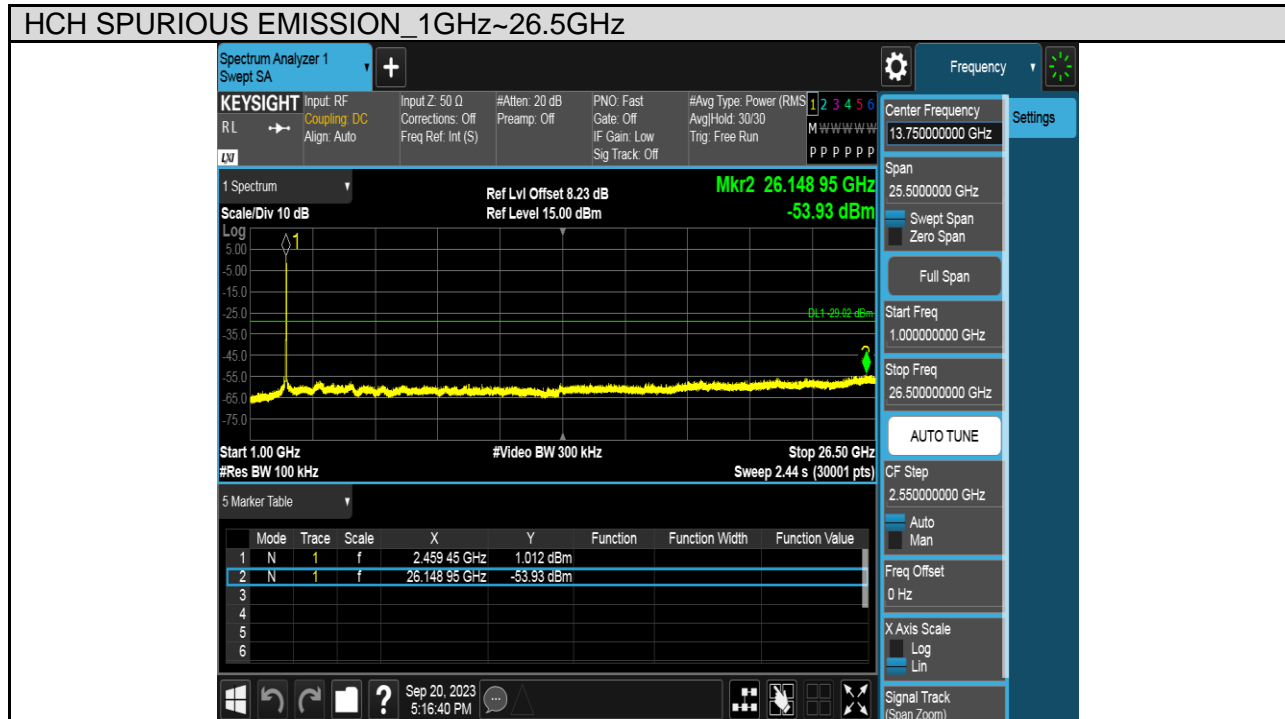 HCH SPURIOUS EMISSION_1GHz~26.5GHz
Spectrum Analyzer 1
Swept SA
+
Frequency
KEYSIGHT
RL
LXI
Input: RF
Coupling: DC
Align: Auto
Input Z: 50 Ω
Corrections: Off
Freq Ref: Int (S)
#Atten: 20 dB
Preamp: Off
PNO: Fast
Gate: Off
IF Gain: Low
Sig Track: Off
#Avg Type: Power (RMS
Avg|Hold: 30/30
Trig: Free Run
1 2 3 4 5 6
M W W W W W
P P P P P P
1 Spectrum
Scale/Div 10 dB
Ref Lvl Offset 8.23 dB
Ref Level 15.00 dBm
Mkr2 26.148 95 GHz
-53.93 dBm
Log
5.00
-5.00
-15.0
-25.0
-35.0
-45.0
-55.0
-65.0
-75.0
1
DL1 -29.02 dBm
Start 1.00 GHz
#Video BW 300 kHz
Stop 26.50 GHz
#Res BW 100 kHz
Sweep 2.44 s (30001 pts)
5 Marker Table
Mode Trace Scale X Y Function Function Width Function Value
1 N 1 f 2.459 45 GHz 1.012 dBm
2 N 1 f 26.148 95 GHz -53.93 dBm
3
4
5
6
Sep 20, 2023
5:16:40 PM
?
Settings
Center Frequency
13.750000000 GHz
Span
25.5000000 GHz
Swept Span
Zero Span
Full Span
Start Freq
1.000000000 GHz
Stop Freq
26.500000000 GHz
AUTO TUNE
CF Step
2.550000000 GHz
Auto
Man
Freq Offset
0 Hz
X Axis Scale
Log
Lin
Signal Track
(Span Zoom)